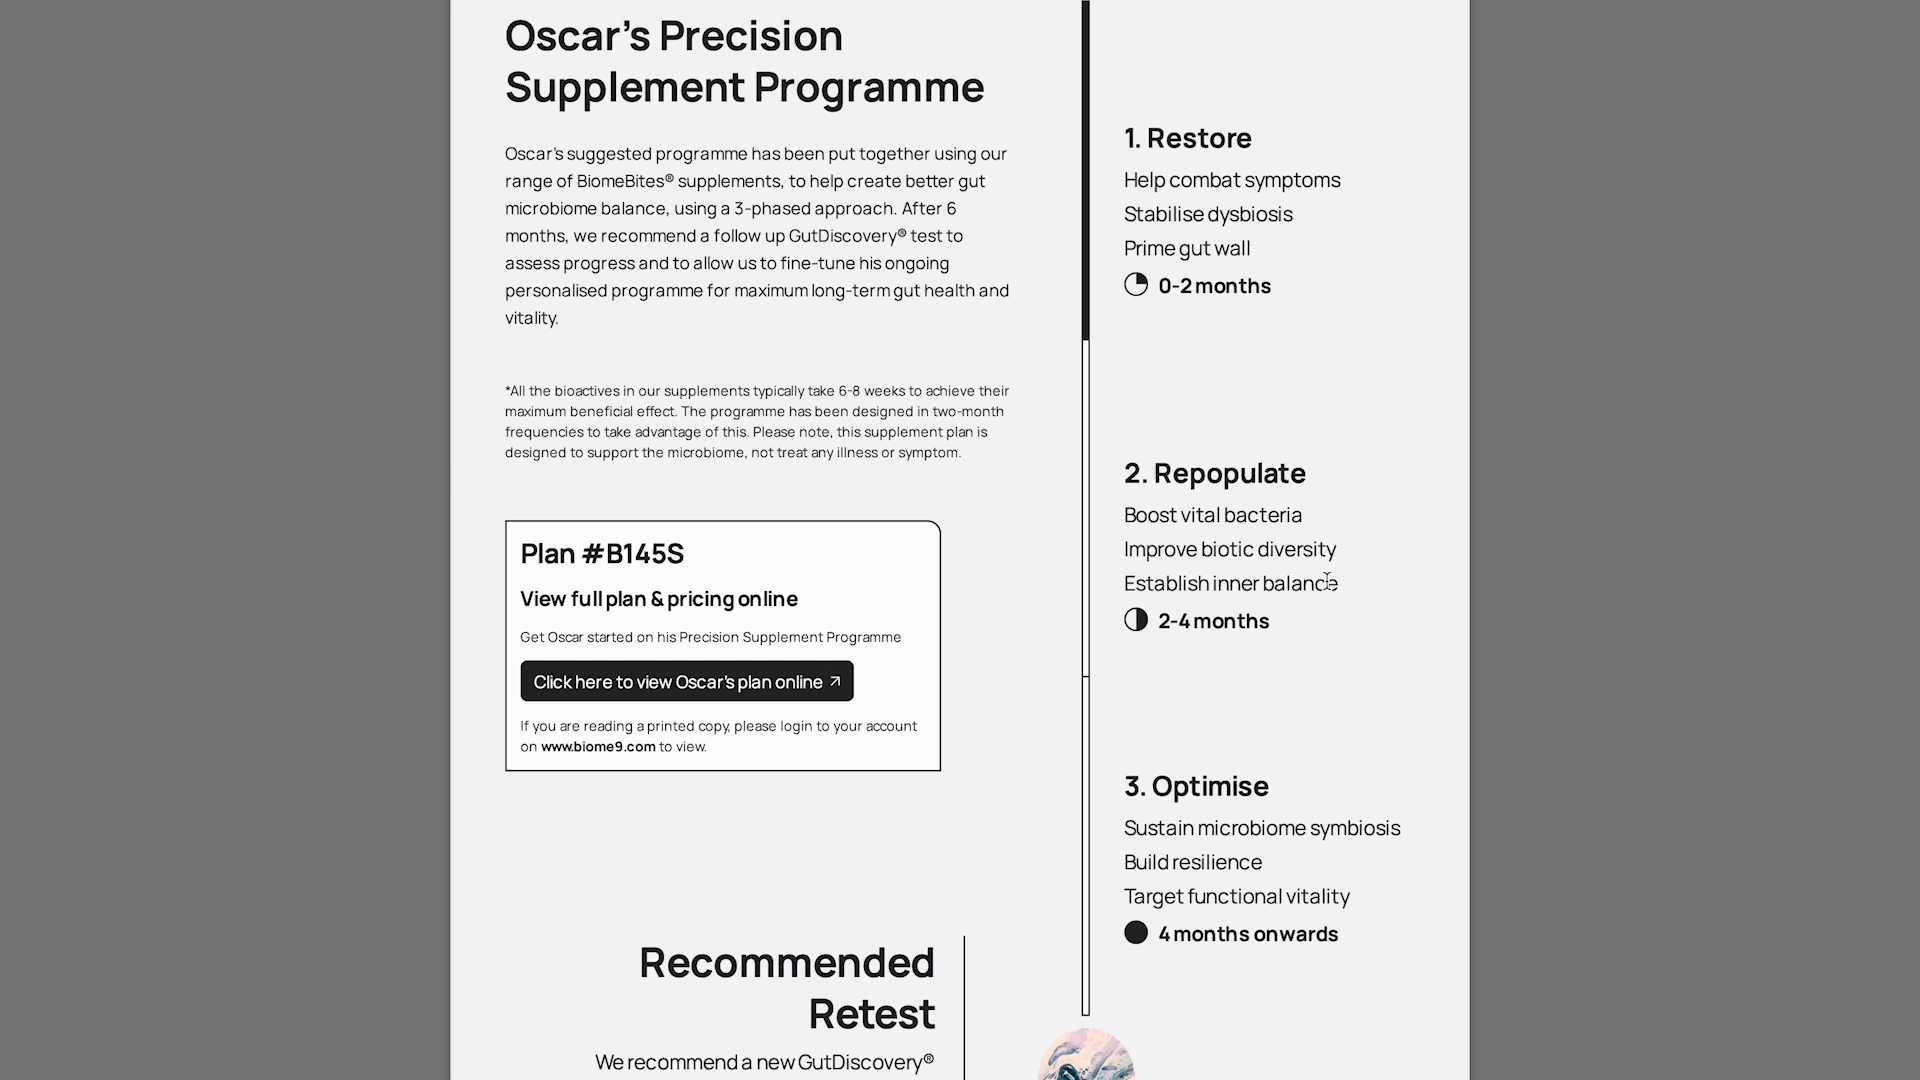 Oscar's Precision
Supplement Programme
Oscar's suggested programme has been put together using our
range of BiomeBites® supplements, to help create better gut
microbiome balance, using a 3-phased approach. After 6
months, we recommend a follow up GutDiscovery® test to
assess progress and to allow us to fine-tune his ongoing
personalised programme for maximum long-term gut health and
vitality.
*All the bioactives in our supplements typically take 6-8 weeks to achieve their
maximum beneficial effect. The programme has been designed in two-month
frequencies to take advantage of this. Please note, this supplement plan is
designed to support the microbiome, not treat any illness or symptom.
Plan #B145S
View full plan & pricing online
Get Oscar started on his Precision Supplement Programme
Click here to view Oscar's plan online
If you are reading a printed copy, please login to your account
on www.biome9.com to view.
Recommended
Retest
We recommend a new GutDiscovery®
1. Restore
Help combat symptoms
Stabilise dysbiosis
Prime gut wall
0-2 months
2. Repopulate
Boost vital bacteria
Improve biotic diversity
Establish inner balance
2-4 months
3. Optimise
Sustain microbiome symbiosis
Build resilience
Target functional vitality
4 months onwards